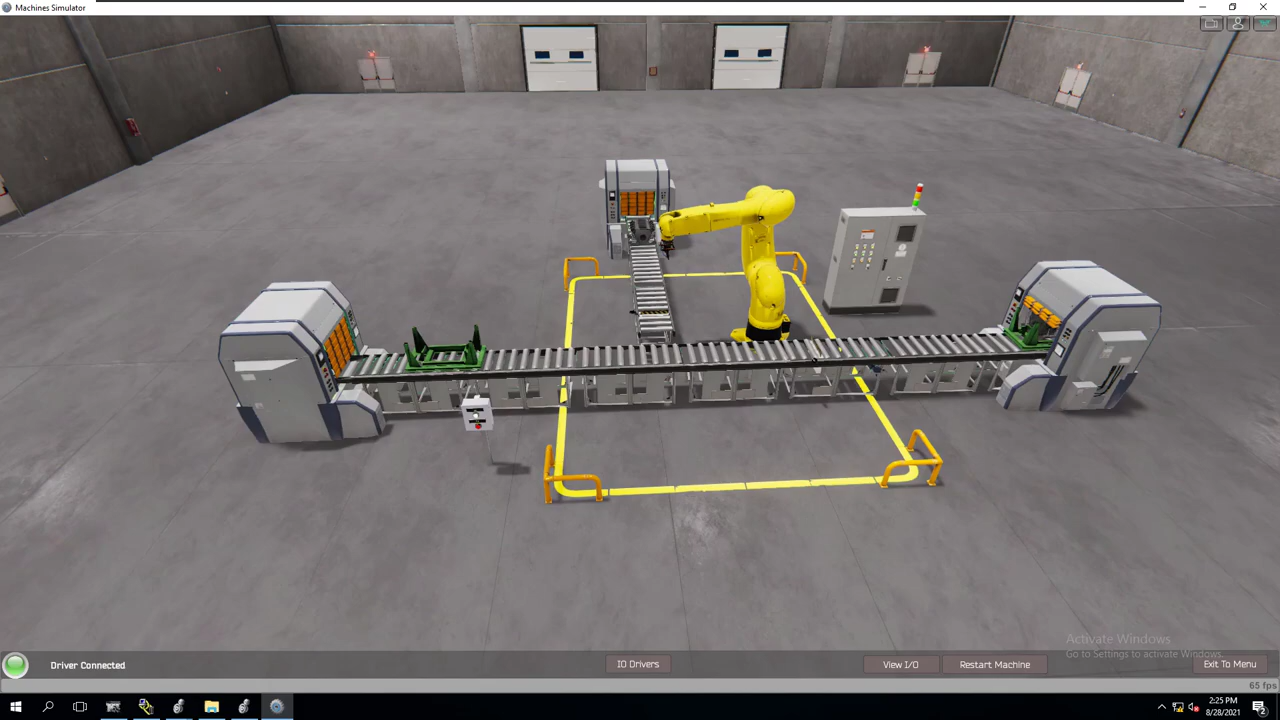 Machines Simulator
Activate Windows
Go to Settings to activate Windows.
Driver Connected
IO Drivers
View I/O
Restart Machine
Exit To Menu
65 fps
2:25 PM
8/28/2021
2